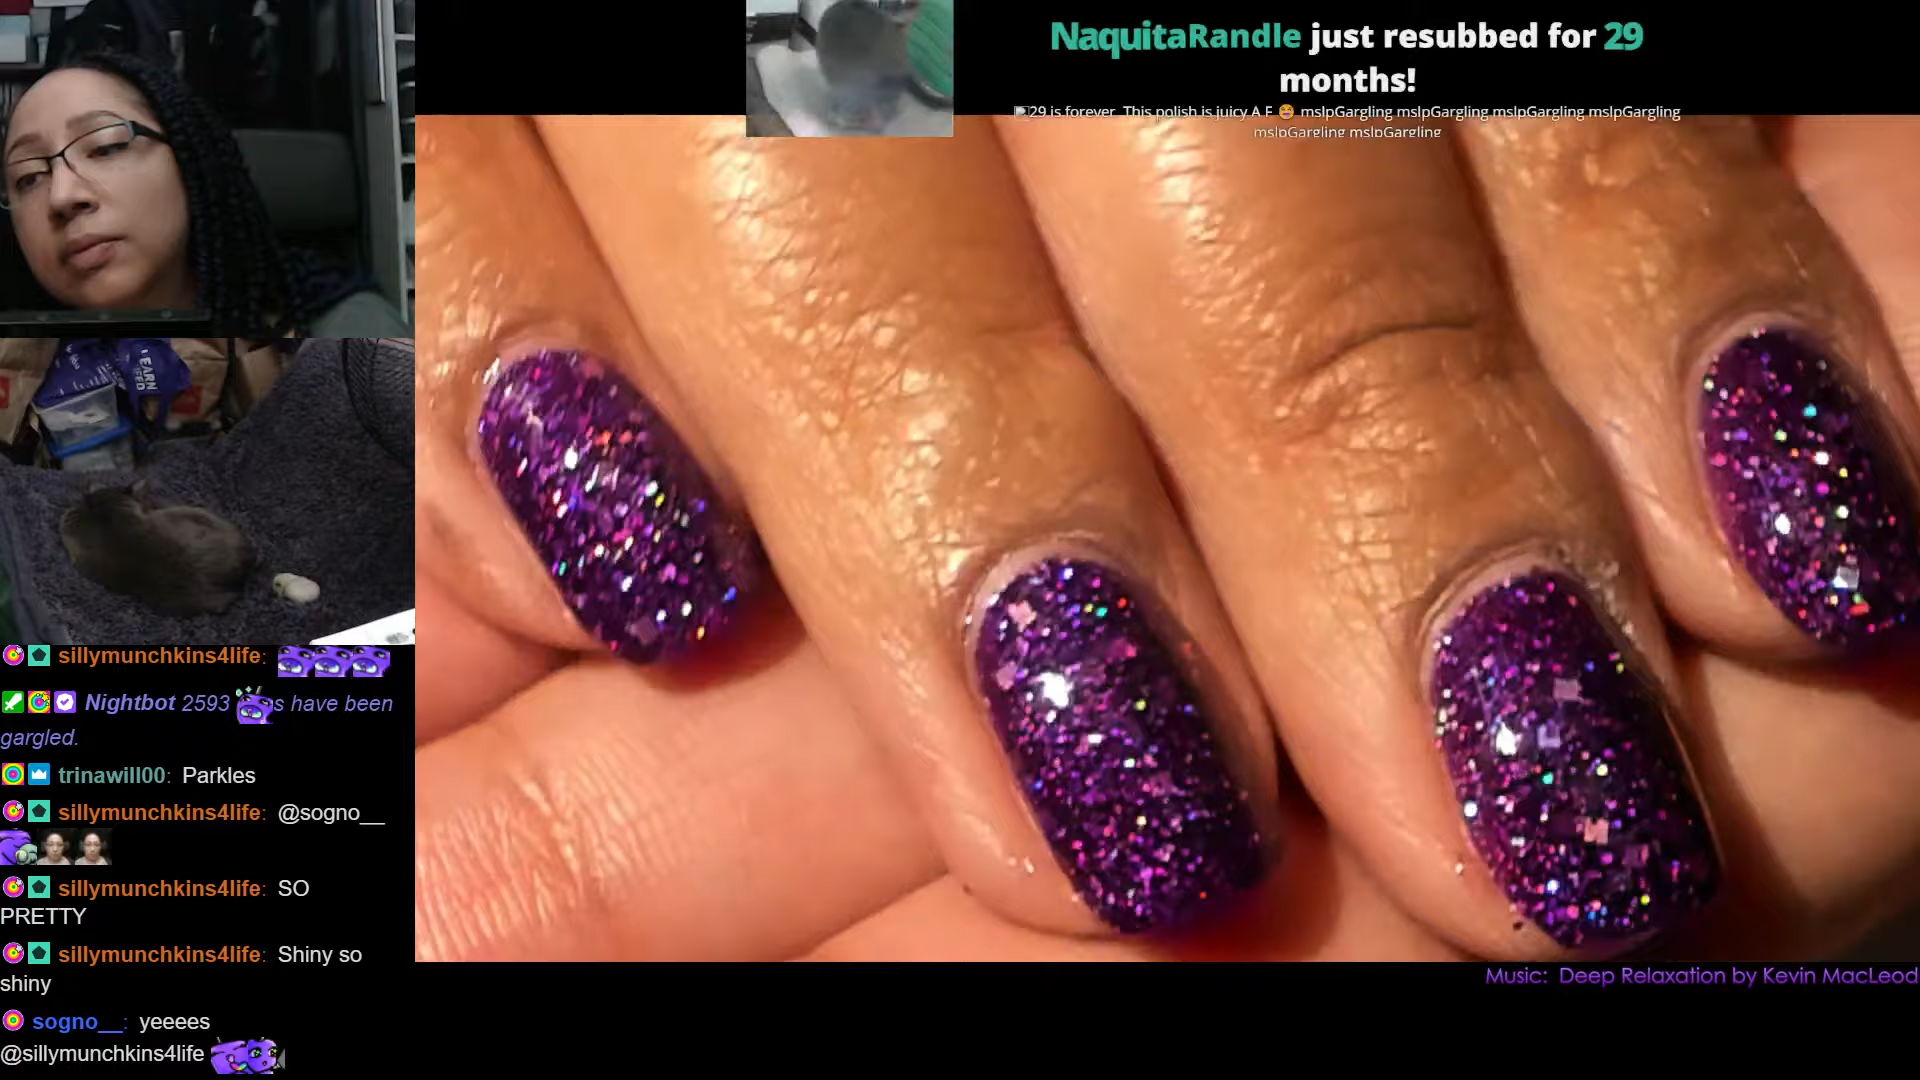 NaquitaRandle just resubbed for 29
months!
29 is forever. This polish is juicy A F 😆 mslpGargling mslpGargling mslpGargling mslpGargling
mslpGargling mslpGargling
sillymunchkins4life:
Nightbot 2593 s have been
gargled.
trinawill00: Parkles
sillymunchkins4life: @sogno__
sillymunchkins4life: SO
PRETTY
sillymunchkins4life: Shiny so
shiny
sogno__: yeeees
@sillymunchkins4life
Music: Deep Relaxation by Kevin MacLeod